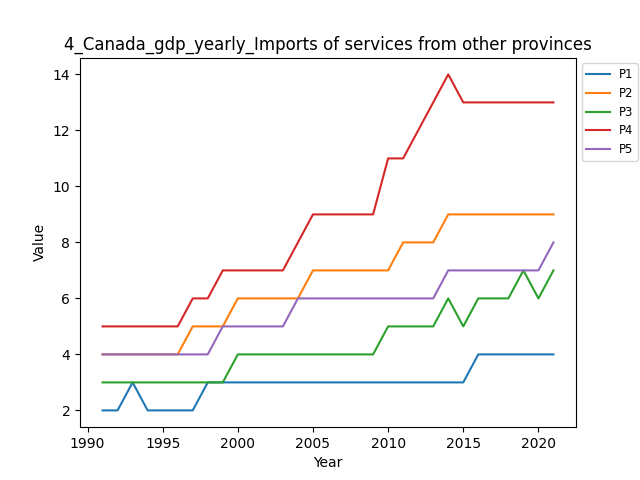 4_Canada_gdp_yearly_Imports of services from other provinces
14
12
10
8
6
4
2
Value
1990 1995 2000 2005 2010 2015 2020
Year
P1
P2
P3
P4
P5